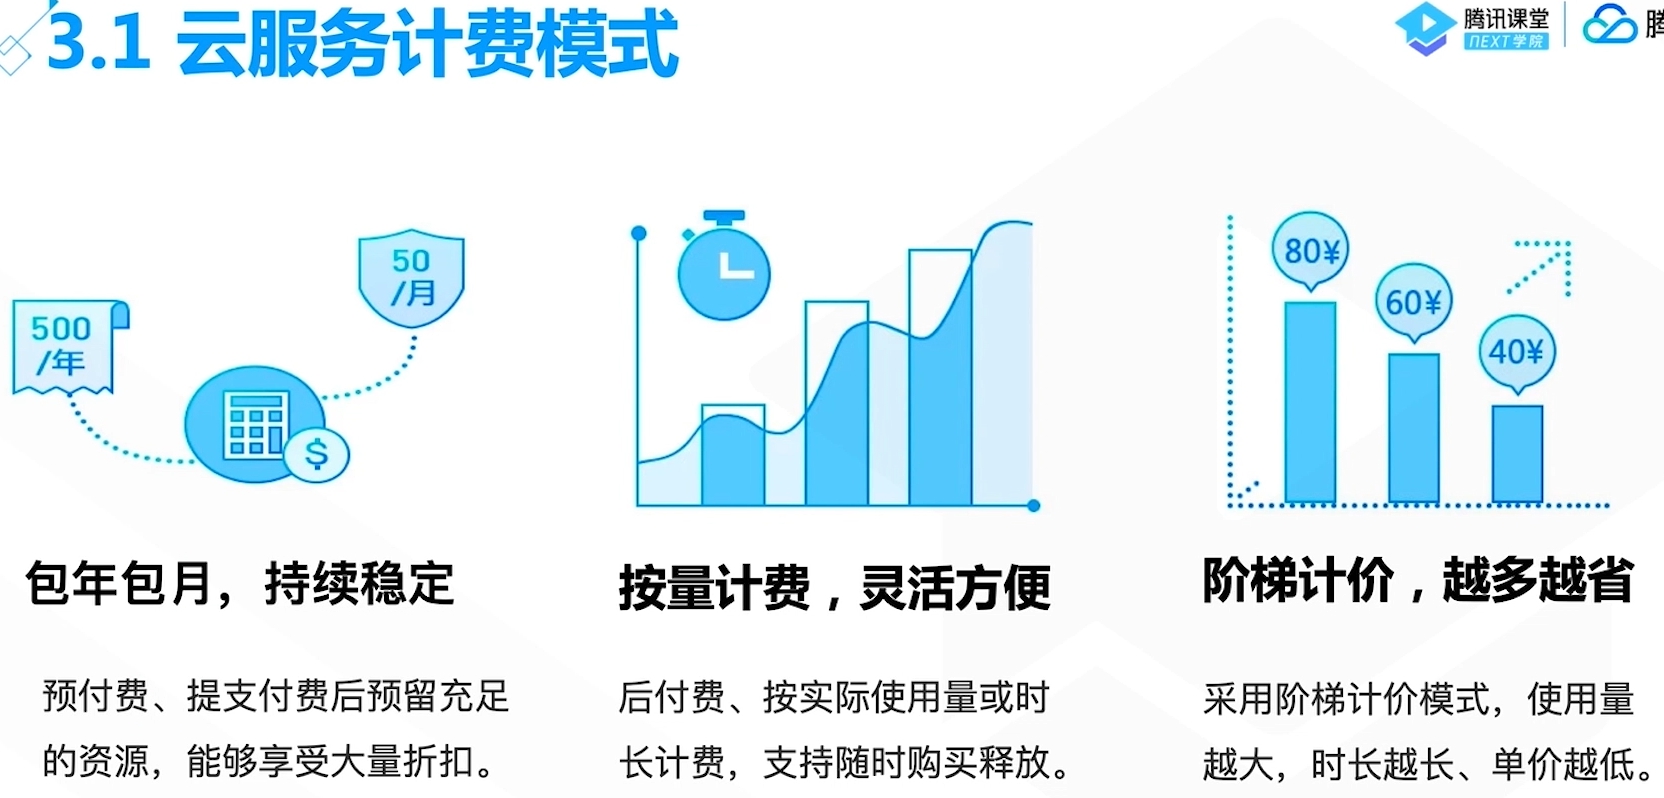 3.1 云服务计费模式
腾讯课堂
NEXT学院
腾
500
/年
50
/月
$
80¥
60¥
40¥
包年包月，持续稳定
预付费、提支付费后预留充足
的资源，能够享受大量折扣。
按量计费，灵活方便
后付费、按实际使用量或时
长计费，支持随时购买释放。
阶梯计价，越多越省
采用阶梯计价模式，使用量
越大，时长越长、单价越低。